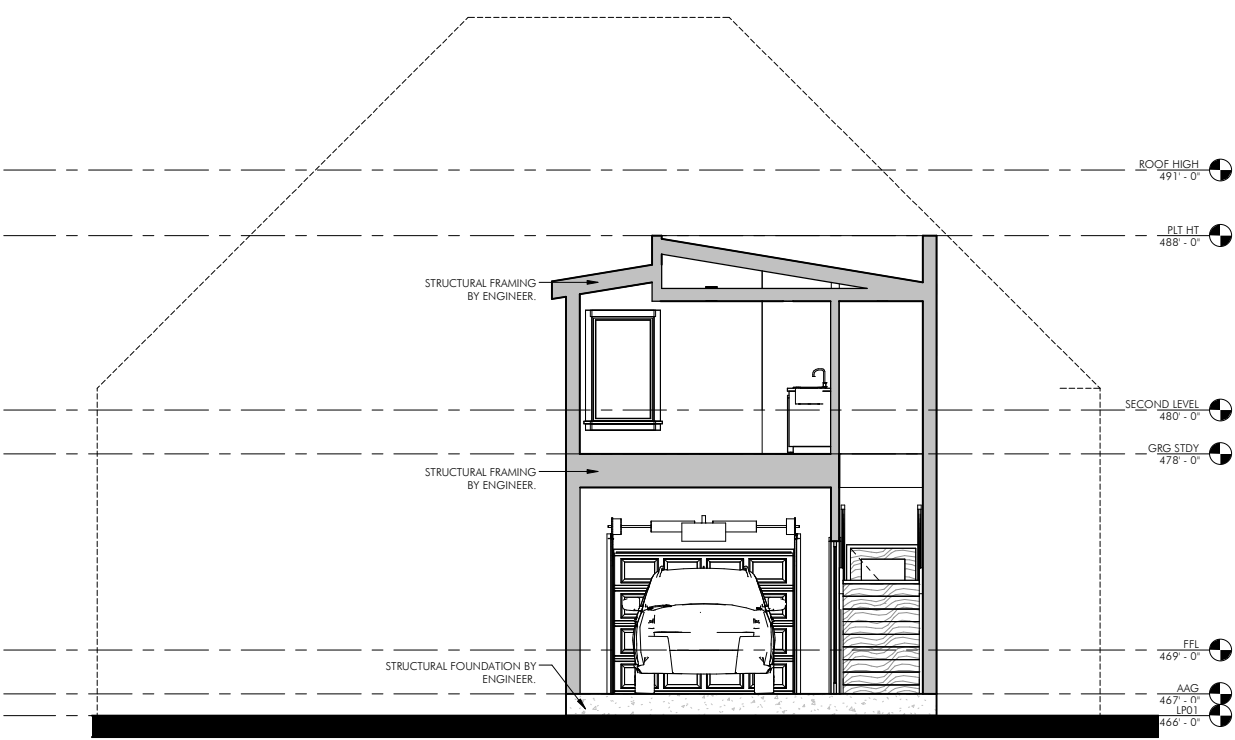 ROOF HIGH
491' - 0"
PLT HT
488' - 0"
STRUCTURAL FRAMING
BY ENGINEER.
SECOND LEVEL
480' - 0"
GRG STDY
478' - 0"
STRUCTURAL FRAMING
BY ENGINEER.
FFL
469' - 0"
STRUCTURAL FOUNDATION BY
ENGINEER.
AAG
467' - 0"
LP01
466' - 0"